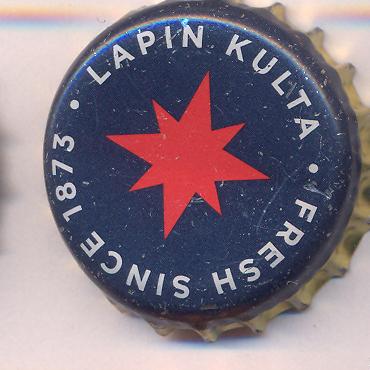 LAPIN KULTA •
FRESH SINCE 1873 •